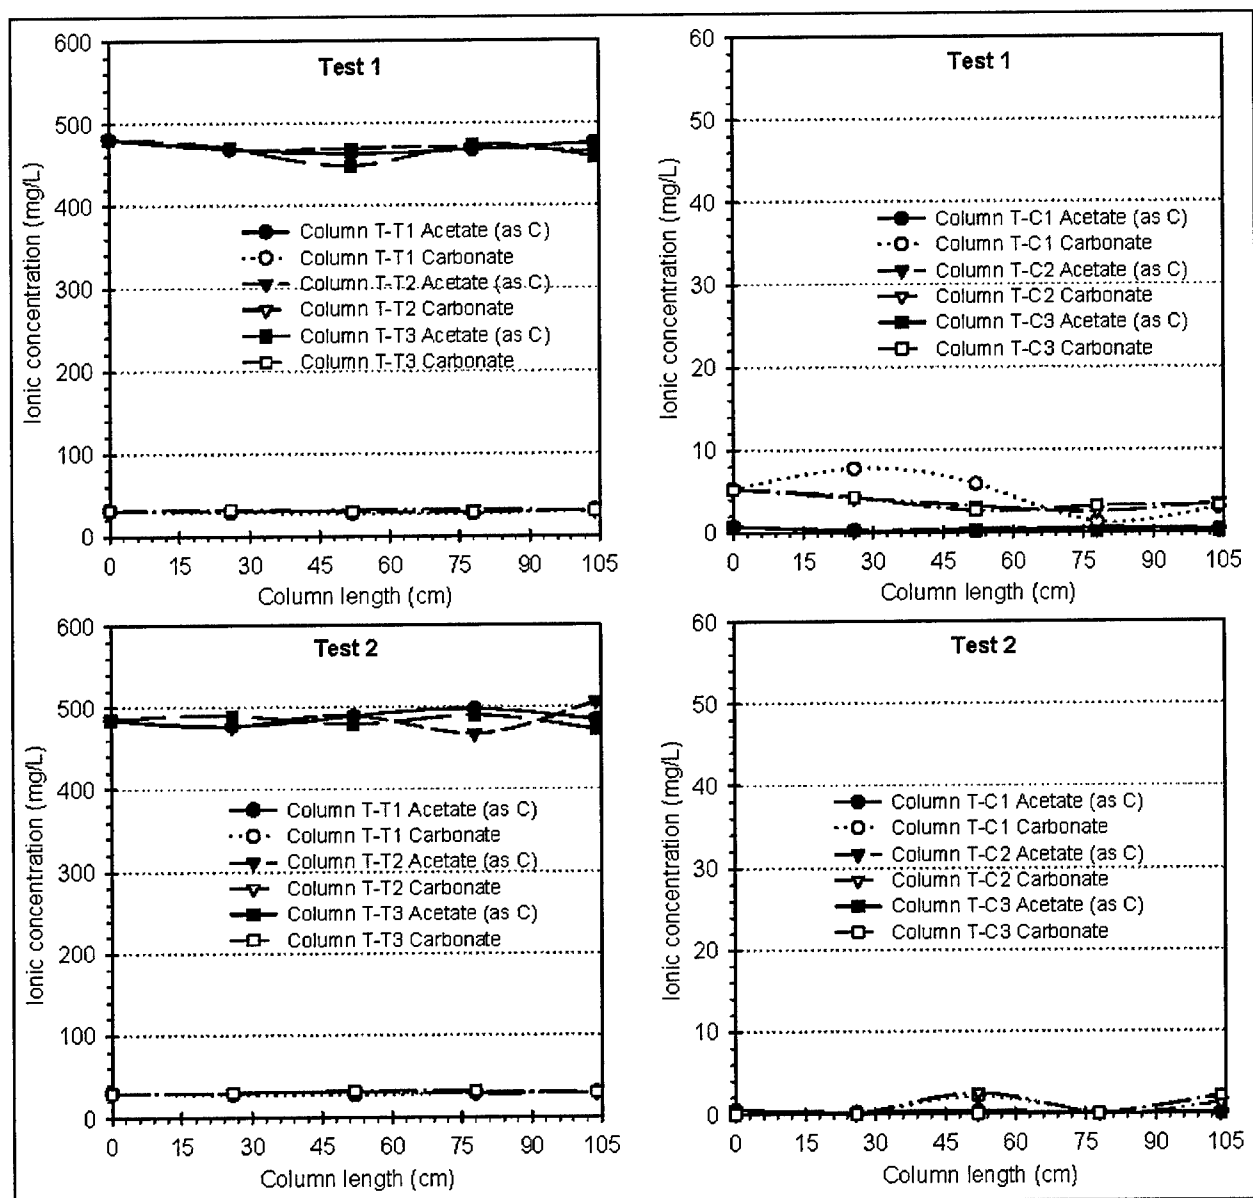 Test 1
600
500
400
300
200
100
0
Ionic concentration (mg/L)
Column T-T1 Acetate (as C)
Column T-T1 Carbonate
Column T-T2 Acetate (as C)
Column T-T2 Carbonate
Column T-T3 Acetate (as C)
Column T-T3 Carbonate
0 15 30 45 60 75 90 105
Column length (cm)
Test 1
60
50
40
30
20
10
0
Ionic concentration (mg/L)
Column T-C1 Acetate (as C)
Column T-C1 Carbonate
Column T-C2 Acetate (as C)
Column T-C2 Carbonate
Column T-C3 Acetate (as C)
Column T-C3 Carbonate
0 15 30 45 60 75 90 105
Column length (cm)
Test 2
600
500
400
300
200
100
0
Ionic concentration (mg/L)
Column T-T1 Acetate (as C)
Column T-T1 Carbonate
Column T-T2 Acetate (as C)
Column T-T2 Carbonate
Column T-T3 Acetate (as C)
Column T-T3 Carbonate
0 15 30 45 60 75 90 105
Column length (cm)
Test 2
60
50
40
30
20
10
0
Ionic concentration (mg/L)
Column T-C1 Acetate (as C)
Column T-C1 Carbonate
Column T-C2 Acetate (as C)
Column T-C2 Carbonate
Column T-C3 Acetate (as C)
Column T-C3 Carbonate
0 15 30 45 60 75 90 105
Column length (cm)